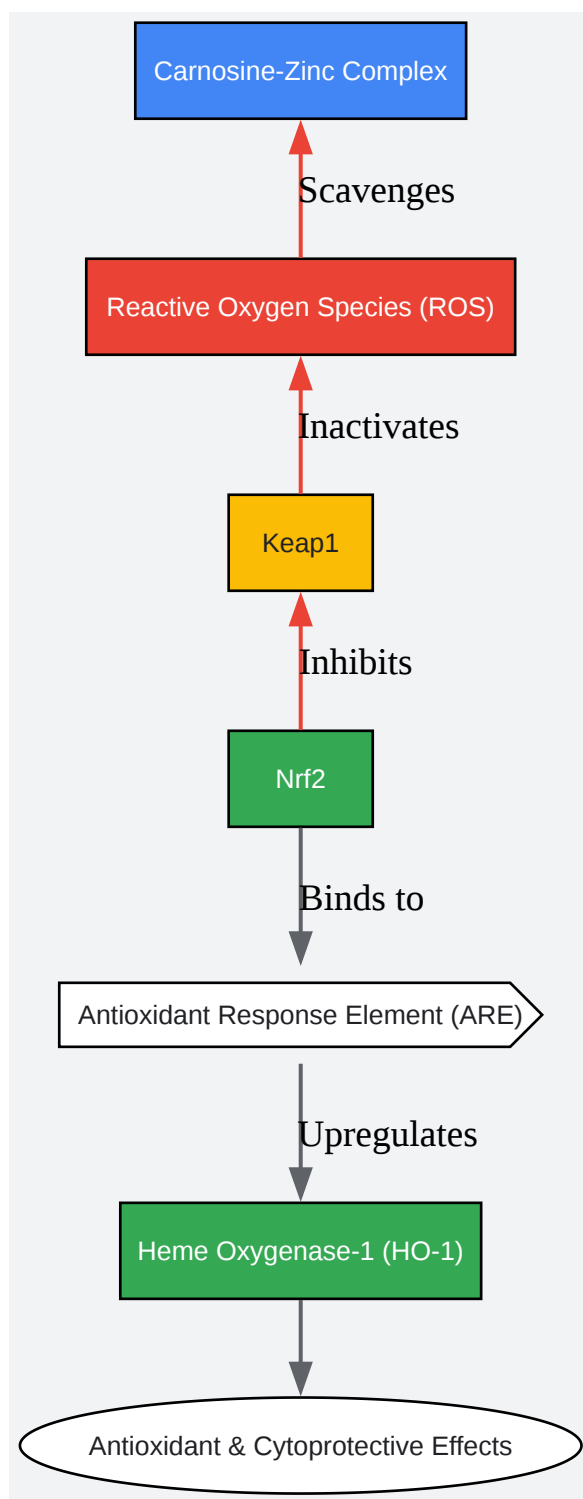 Carnosine-Zinc Complex
Scavenges
Reactive Oxygen Species (ROS)
Inactivates
Keap1
Inhibits
Nrf2
Binds to
Antioxidant Response Element (ARE)
Upregulates
Heme Oxygenase-1 (HO-1)
Antioxidant & Cytoprotective Effects